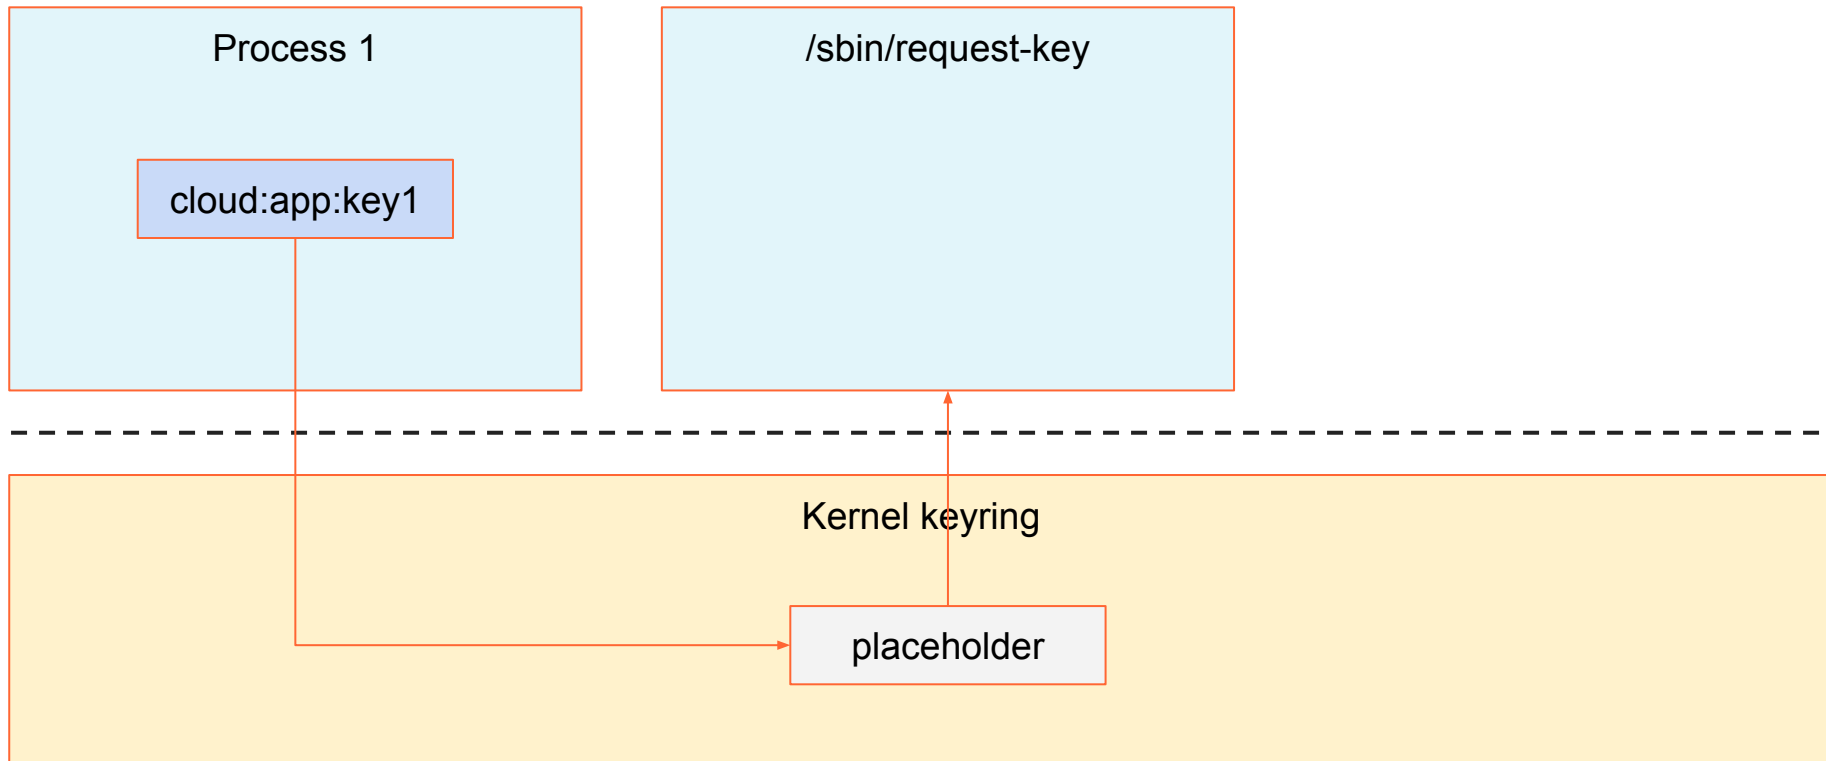 Process 1
/sbin/request-key
cloud:app:key1
Kernel keyring
placeholder